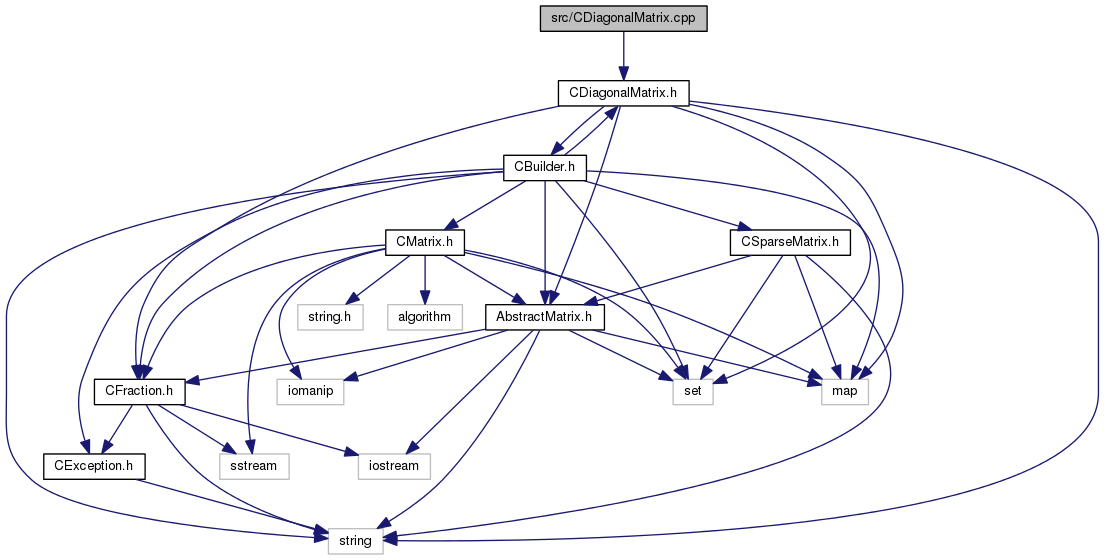 src/CDiagonalMatrix.cpp
CDiagonalMatrix.h
CBuilder.h
CMatrix.h
CSparseMatrix.h
string.h
algorithm
AbstractMatrix.h
CFraction.h
iomanip
set
map
CException.h
sstream
iostream
string